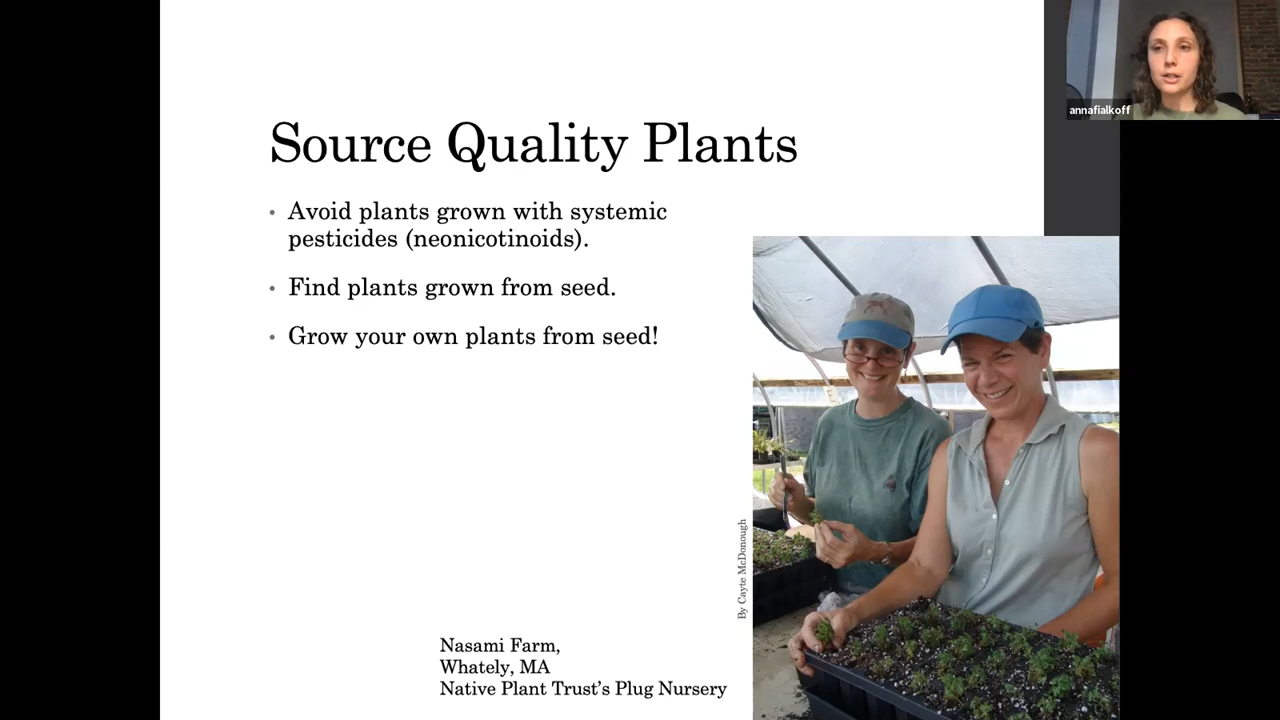 annafialkoff
Source Quality Plants
• Avoid plants grown with systemic
pesticides (neonicotinoids).
• Find plants grown from seed.
• Grow your own plants from seed!
By Cayte McDonough
Nasami Farm,
Whately, MA
Native Plant Trust’s Plug Nursery